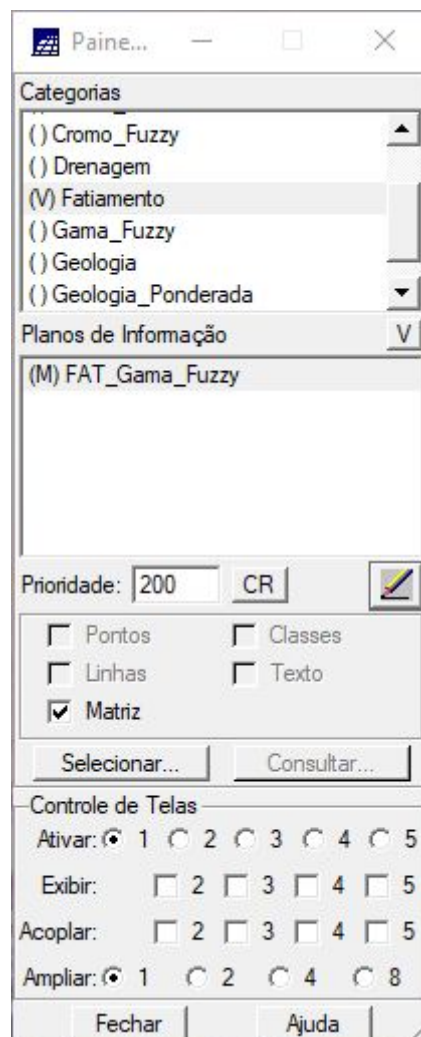 Paine...
Categorias
( ) Cromo_Fuzzy
( ) Drenagem
(V) Fatiamento
( ) Gama_Fuzzy
( ) Geologia
( ) Geologia_Ponderada
Planos de Informação V
(M) FAT_Gama_Fuzzy
Prioridade: 200 CR
Pontos Classes
Linhas Texto
Matriz
Selecionar... Consultar...
Controle de Telas
Ativar: 1 2 3 4 5
Exibir: 2 3 4 5
Acoplar: 2 3 4 5
Ampliar: 1 2 4 8
Fechar Ajuda